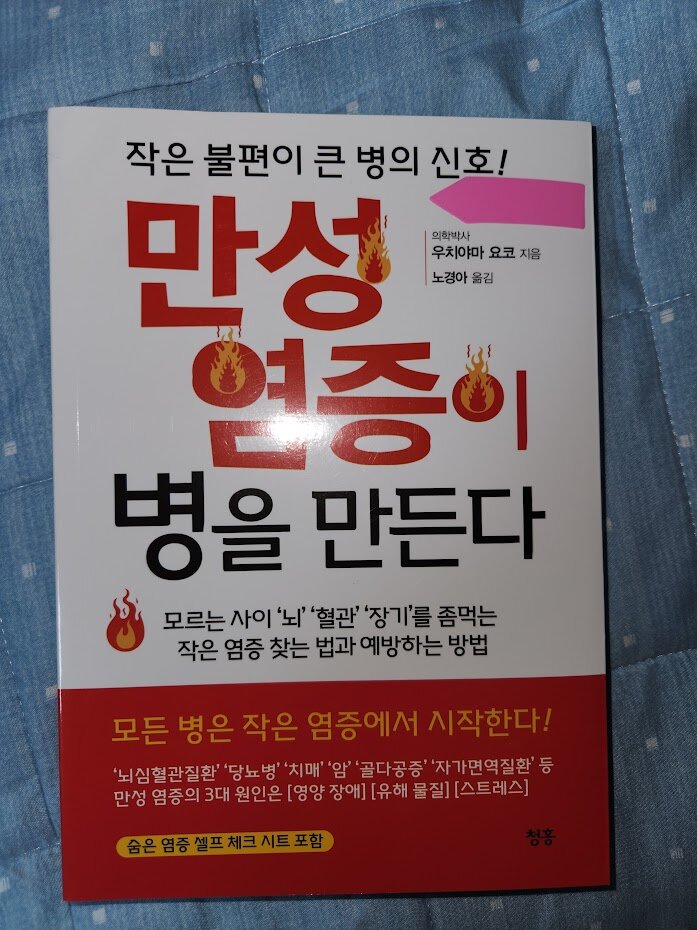 작은 불편이 큰 병의 신호!
만성
염증이
병을 만든다
의학박사
우치야마 요코 지음
노경아 옮김
모르는 사이 ‘뇌’ ‘혈관’ ‘장기’를 좀먹는
작은 염증 찾는 법과 예방하는 방법
모든 병은 작은 염증에서 시작한다!
‘뇌심혈관질환’ ‘당뇨병’ ‘치매’ ‘암’ ‘골다공증’ ‘자가면역질환’ 등
만성 염증의 3대 원인은 [영양 장애] [유해 물질] [스트레스]
숨은 염증 셀프 체크 시트 포함
청홍